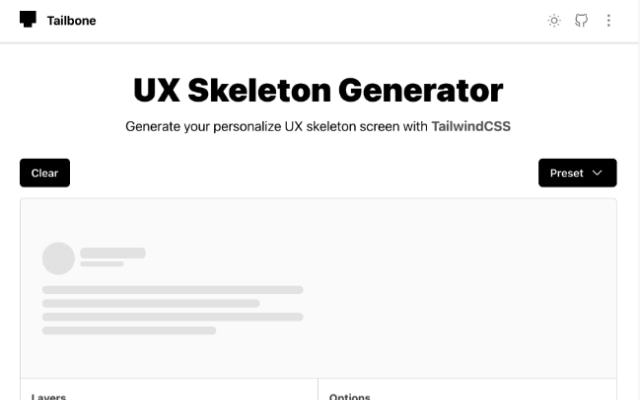 Tailbone
UX Skeleton Generator
Generate your personalize UX skeleton screen with TailwindCSS
Clear
Preset
Layers
Options